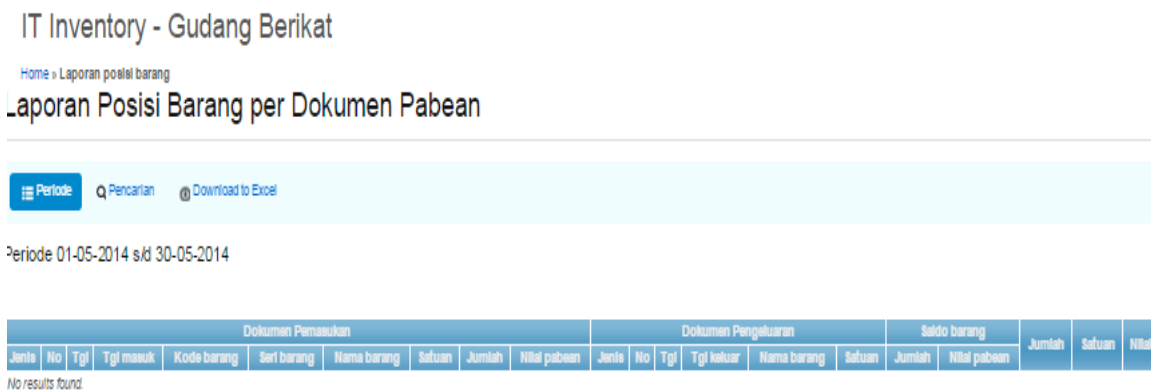 IT Inventory - Gudang Berikat
Home » Laporan posisi barang
Laporan Posisi Barang per Dokumen Pabean
Periode Pencarian Download to Excel
Periode 01-05-2014 s/d 30-05-2014
Dokumen Pemasukan Dokumen Pengeluaran Saldo barang Jumlah Satuan Nilai
Jenis No Tgl Tgl masuk Kode barang Seri barang Nama barang Satuan Jumlah Nilai pabean Jenis No Tgl Tgl keluar Nama barang Satuan Jumlah Nilai pabean
No results found.